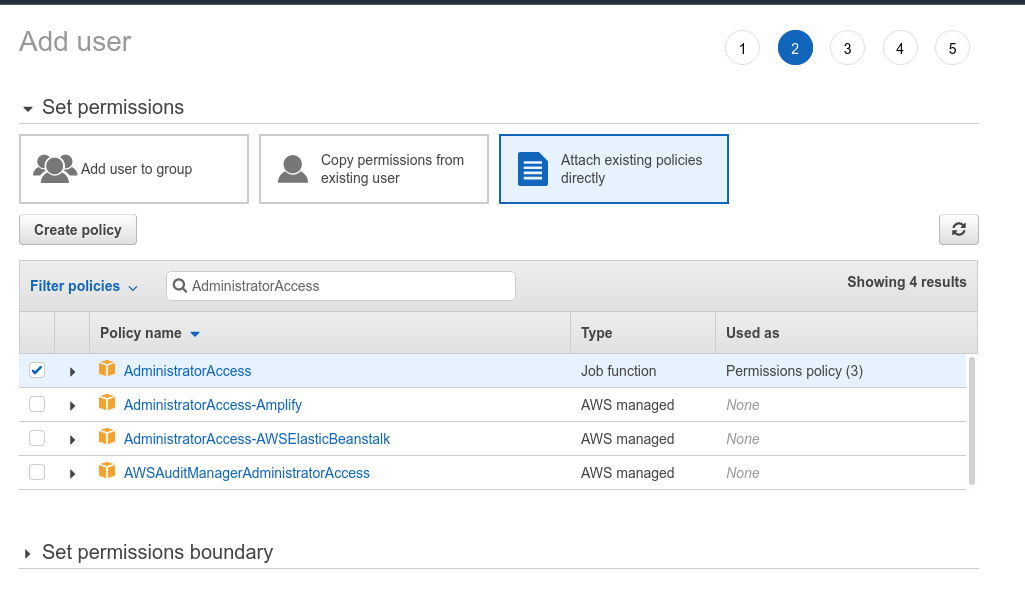 Add user
1 2 3 4 5
Set permissions
Add user to group
Copy permissions from
existing user
Attach existing policies
directly
Create policy
Filter policies AdministratorAccess Showing 4 results
Policy name Type Used as
AdministratorAccess Job function Permissions policy (3)
AdministratorAccess-Amplify AWS managed None
AdministratorAccess-AWSElasticBeanstalk AWS managed None
AWSAuditManagerAdministratorAccess AWS managed None
Set permissions boundary